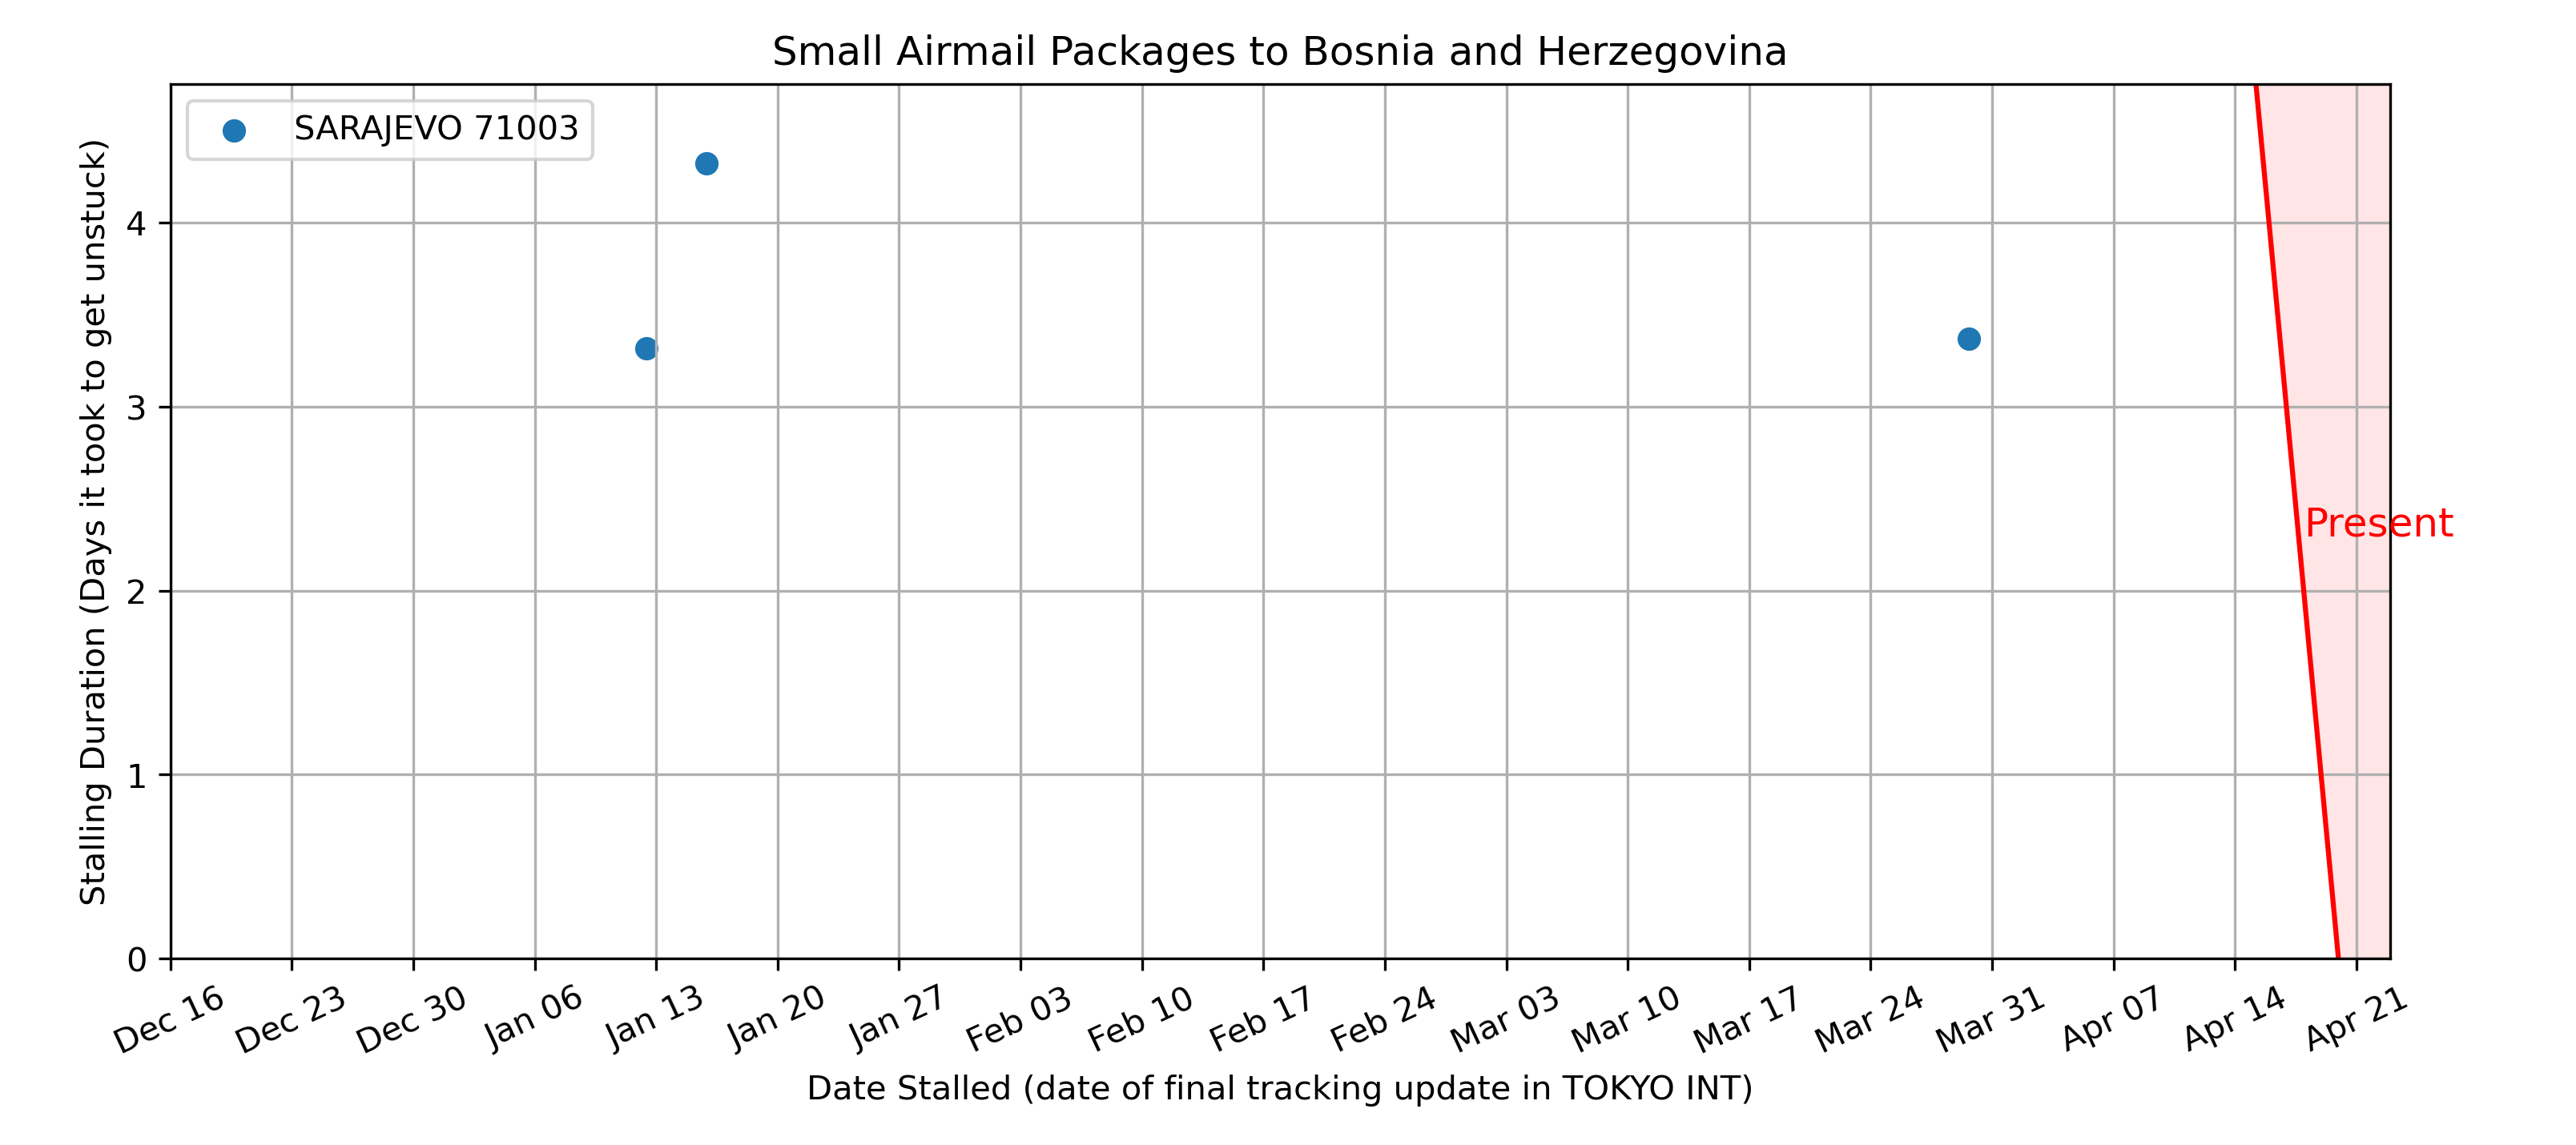 Small Airmail Packages to Bosnia and Herzegovina
SARAJEVO 71003
Stalling Duration (Days it took to get unstuck)
4
3
2
1
0
Present
Dec 16
Dec 23
Dec 30
Jan 06
Jan 13
Jan 20
Jan 27
Feb 03
Feb 10
Feb 17
Feb 24
Mar 03
Mar 10
Mar 17
Mar 24
Mar 31
Apr 07
Apr 14
Apr 21
Date Stalled (date of final tracking update in TOKYO INT)